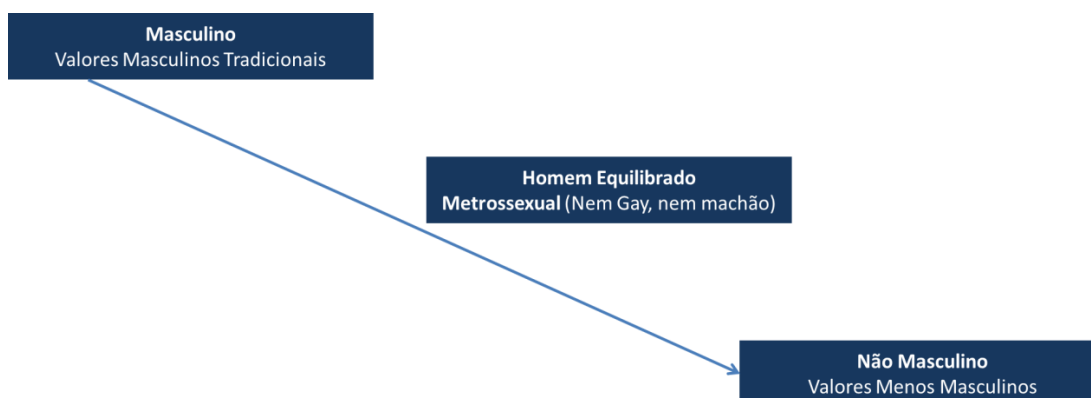 Masculino
Valores Masculinos Tradicionais
Homem Equilibrado
Metrossexual (Nem Gay, nem machão)
Não Masculino
Valores Menos Masculinos